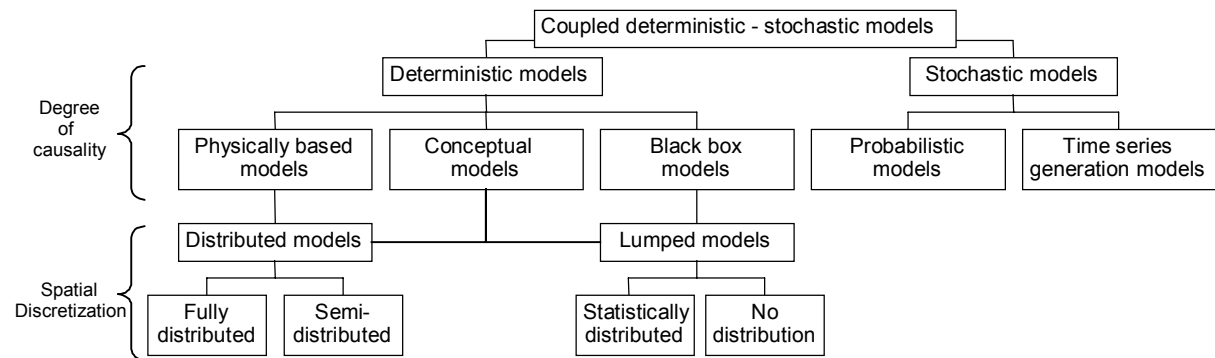 Coupled deterministic - stochastic models
Deterministic models
Stochastic models
Degree
of
causality
Physically based
models
Conceptual
models
Black box
models
Probabilistic
models
Time series
generation models
Distributed models
Lumped models
Spatial
Discretization
Fully
distributed
Semi-
distributed
Statistically
distributed
No
distribution